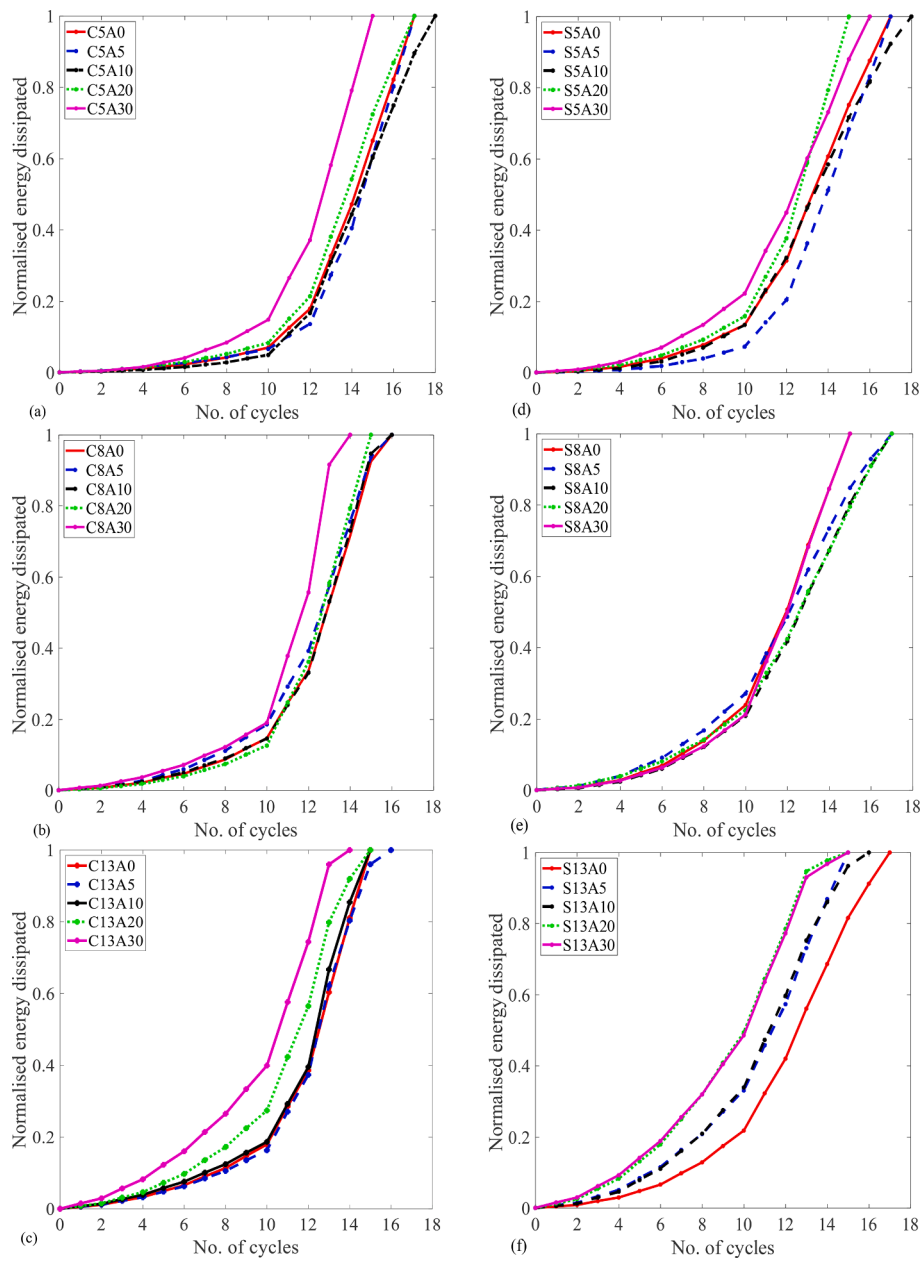 Normalised energy dissipated
1
0.8
0.6
0.4
0.2
0
C5A0
C5A5
C5A10
C5A20
C5A30
0 2 4 6 8 10 12 14 16 18
No. of cycles
(a)
Normalised energy dissipated
1
0.8
0.6
0.4
0.2
0
S5A0
S5A5
S5A10
S5A20
S5A30
0 2 4 6 8 10 12 14 16 18
No. of cycles
(d)
Normalised energy dissipated
1
0.8
0.6
0.4
0.2
0
C8A0
C8A5
C8A10
C8A20
C8A30
0 2 4 6 8 10 12 14 16 18
No. of cycles
(b)
Normalised energy dissipated
1
0.8
0.6
0.4
0.2
0
S8A0
S8A5
S8A10
S8A20
S8A30
0 2 4 6 8 10 12 14 16 18
No. of cycles
(e)
Normalised energy dissipated
1
0.8
0.6
0.4
0.2
0
C13A0
C13A5
C13A10
C13A20
C13A30
0 2 4 6 8 10 12 14 16 18
No. of cycles
(c)
Normalised energy dissipated
1
0.8
0.6
0.4
0.2
0
S13A0
S13A5
S13A10
S13A20
S13A30
0 2 4 6 8 10 12 14 16 18
No. of cycles
(f)